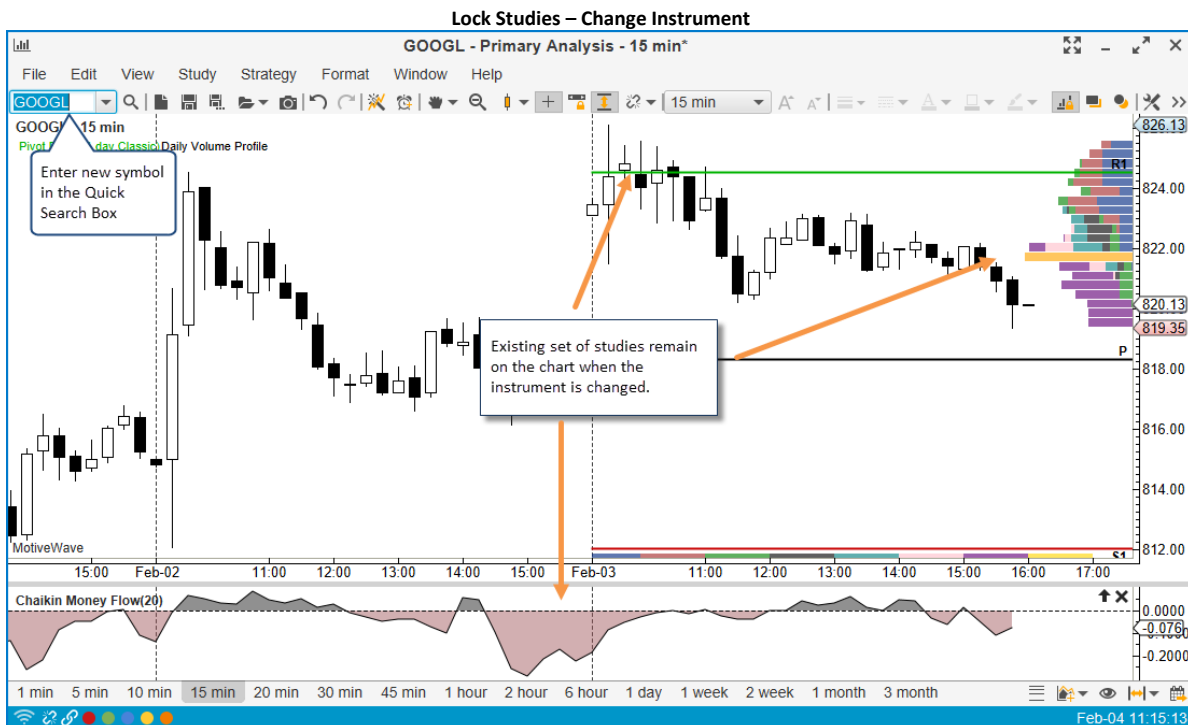 Lock Studies – Change Instrument
GOOGL - Primary Analysis - 15 min*
File Edit View Study Strategy Format Window Help
GOOGL 15 min
GOOGL 15 min
Pivot day Classic) Daily Volume Profile
Enter new symbol
in the Quick
Search Box
Existing set of studies remain
on the chart when the
instrument is changed.
R1
P
S1
826.13
824.00
822.00
820.13
819.35
818.00
816.00
814.00
812.00
MotiveWave
15:00 Feb-02 11:00 12:00 13:00 14:00 15:00 Feb-03 11:00 12:00 13:00 14:00 15:00 16:00 17:00
Chaikin Money Flow(20)
0.0000
-0.076
-0.2000
1 min 5 min 10 min 15 min 20 min 30 min 45 min 1 hour 2 hour 6 hour 1 day 1 week 2 week 1 month 3 month
Feb-04 11:15:13